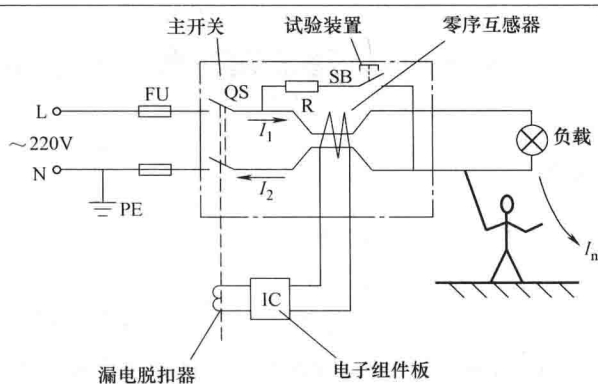 主开关
试验装置
零序互感器
SB
FU
QS
R
L
I₁
~220V
负载
N
I₂
PE
Iₙ
IC
漏电脱扣器
电子组件板